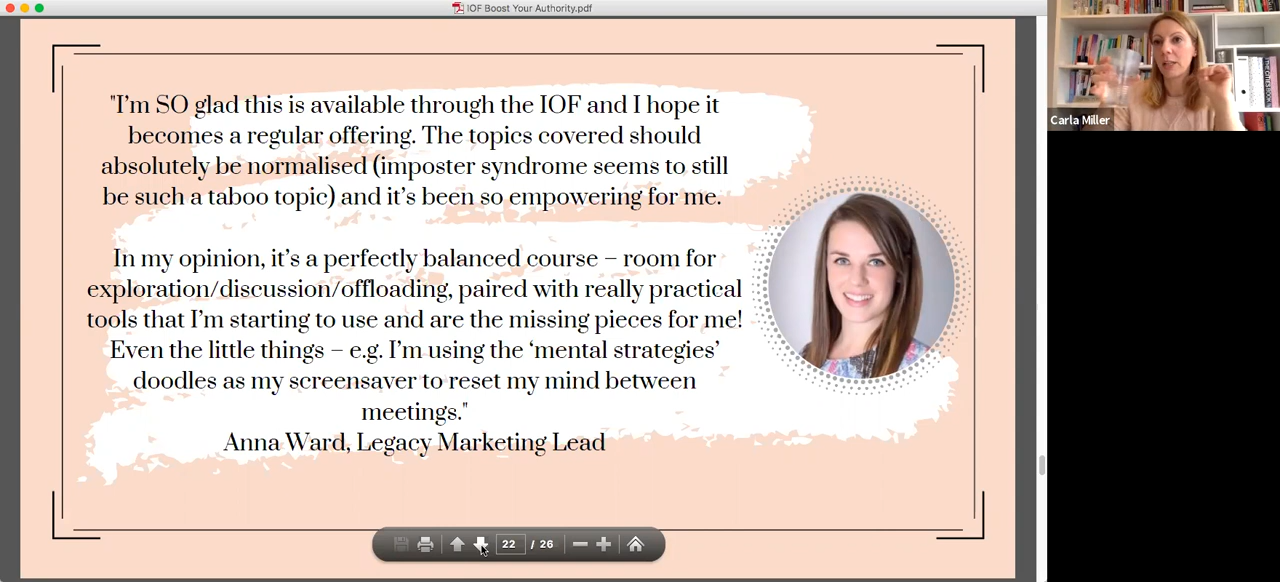 IOF Boost Your Authority.pdf
"I'm SO glad this is available through the IOF and I hope it
becomes a regular offering. The topics covered should
absolutely be normalised (imposter syndrome seems to still
be such a taboo topic) and it's been so empowering for me.
In my opinion, it's a perfectly balanced course – room for
exploration/discussion/offloading, paired with really practical
tools that I'm starting to use and are the missing pieces for me!
Even the little things – e.g. I'm using the ‘mental strategies’
doodles as my screensaver to reset my mind between
meetings."
Anna Ward, Legacy Marketing Lead
22 / 26
Carla Miller